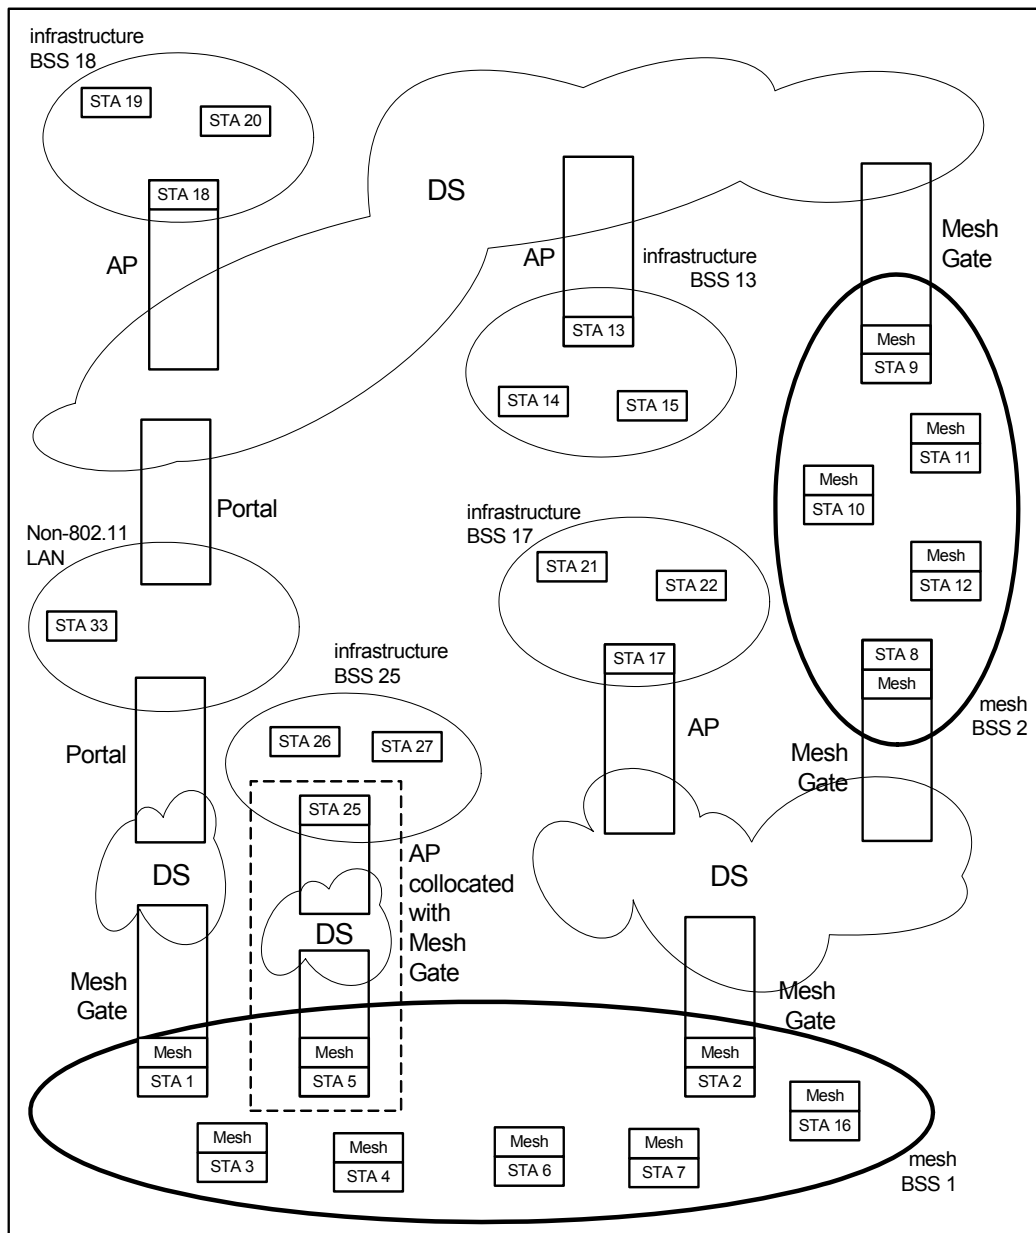 infrastructure
BSS 18
STA 19
STA 20
STA 18
AP
DS
AP
infrastructure
BSS 13
STA 13
STA 14
STA 15
Mesh
Gate
Mesh
STA 9
Mesh
STA 11
Mesh
STA 10
Mesh
STA 12
STA 8
Mesh
mesh
BSS 2
Mesh
Gate
Portal
Non-802.11
LAN
STA 33
infrastructure
BSS 17
STA 21
STA 22
STA 17
AP
infrastructure
BSS 25
STA 26
STA 27
STA 25
Portal
DS
AP
collocated
with
Mesh
Gate
DS
DS
Mesh
Gate
Mesh
Gate
Mesh
STA 1
Mesh
STA 5
Mesh
STA 2
Mesh
STA 16
Mesh
STA 3
Mesh
STA 4
Mesh
STA 6
Mesh
STA 7
mesh
BSS 1